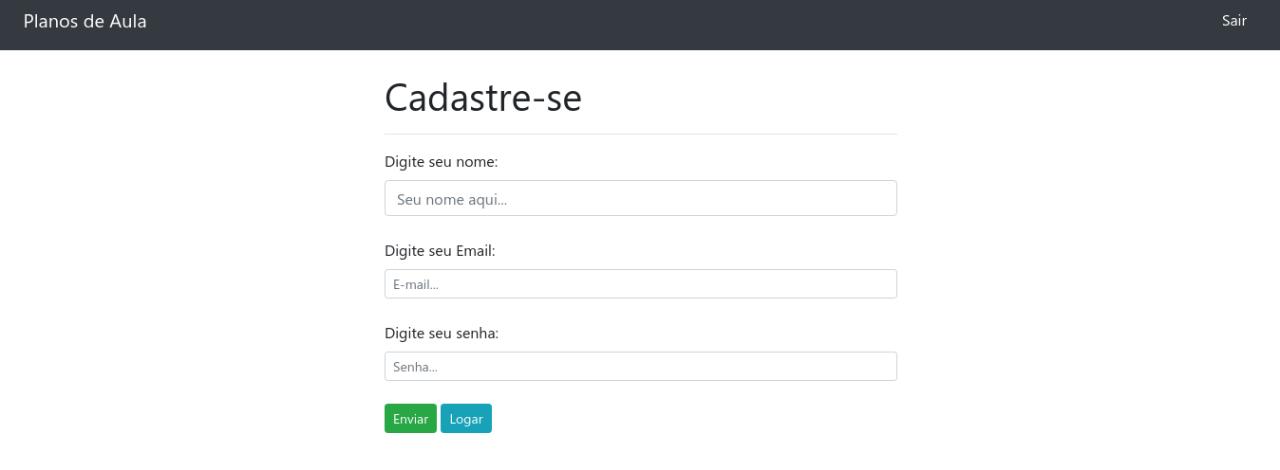 Planos de Aula Sair
Cadastre-se
Digite seu nome:
Seu nome aqui...
Digite seu Email:
E-mail...
Digite seu senha:
Senha...
Enviar Logar